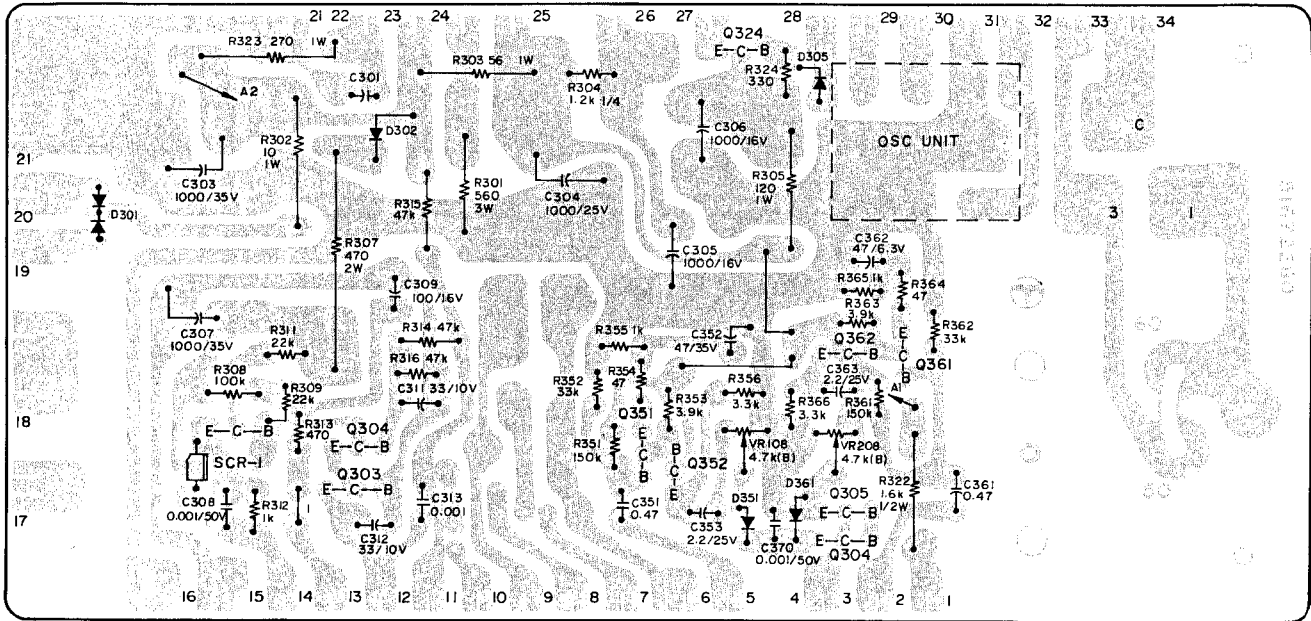 21 22 23 24 25 26 27 28 29 30 31 32 33 34
R323 270 1W
A2
C301
R303 56 1W
R304
1.2k 1/4
Q324
E-C-B
R324
330
D305
OSC UNIT
C
R302
10
1W
D302
C306
1000/16V
21
C303
1000/35V
R301
560
3W
R315
47k
C304
1000/25V
R305
120
1W
20
D301
3
1
R307
470
2W
C305
1000/16V
C362
47/6.3V
19
C309
100/16V
R365 1k
R364
47
R363
3.9k
C307
1000/35V
R311
22k
R314 47k
R355 1k
C352
47/35V
Q362
E-C-B
R362
33k
E-C-B
Q361
R316 47k
R308
100k
R309
22k
C311 33/10V
R352
33k
R354
47
R356
3.3k
C363
2.2/25V
R353
3.9k
R366
3.3k
R361
150k
A1
18
E-C-B
R313
470
Q304
E-C-B
Q351
E-C-B
R351
150k
B-C-E
Q352
VR108
4.7k(B)
VR208
4.7k(B)
SCR-1
Q303
E-C-B
R322
1.6k
1/2W
C361
0.47
17
C308
0.001/50V
R312
1k
1
C313
0.001
C312
33/10V
C351
0.47
C353
2.2/25V
D351
D361
C370
0.001/50V
Q305
E-C-B
E-C-B
Q304
16 15 14 13 12 11 10 9 8 7 6 5 4 3 2 1